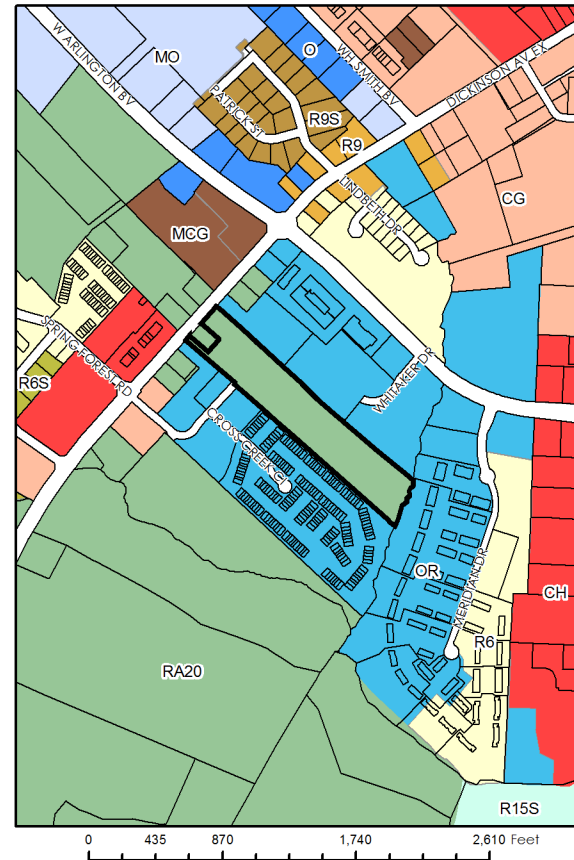 W ARLINGTON BV
MO
O
WH SMITH BV
DICKINSON AV EX
PATRICK ST
R9S
R9
LINDBETH DR
CG
MCG
SPRING FOREST RD
R6S
WHITAKER DR
CROSS CREEK CI
OR
MERIDIAN DR
CH
R6
RA20
R15S
0 435 870 1,740 2,610 Feet